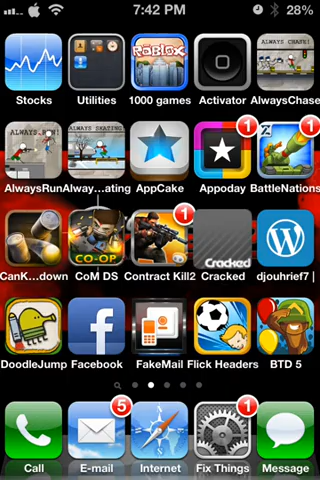 7:42 PM 28%
ROBLOX
ALWAYS CHASE!
Stocks Utilities 1000 games Activator AlwaysChase
ALWAYS RUN! ALWAYS SKATING 1 1
Z
AlwaysRun Alway...ating AppCake Appoday BattleNations
1
CO-OP Cracked
CanK...down CoM DS Contract Kill2 Cracked djouhrief7 |
DoodleJump Facebook FakeMail Flick Headers BTD 5
5 1
Call E-mail Internet Fix Things Message